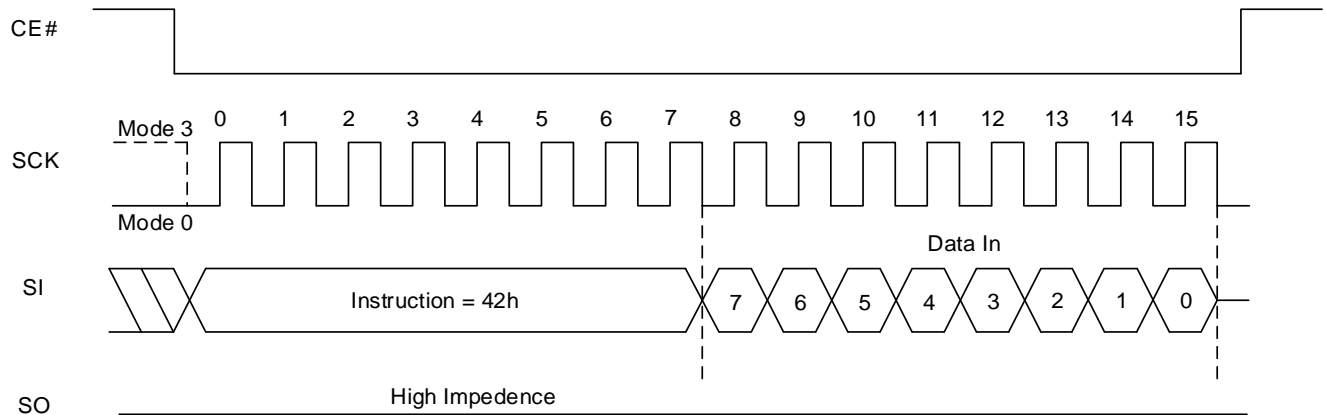 CE#
Mode 3 0 1 2 3 4 5 6 7 8 9 10 11 12 13 14 15
SCK
Mode 0
Data In
SI Instruction = 42h 7 6 5 4 3 2 1 0
High Impedence
SO